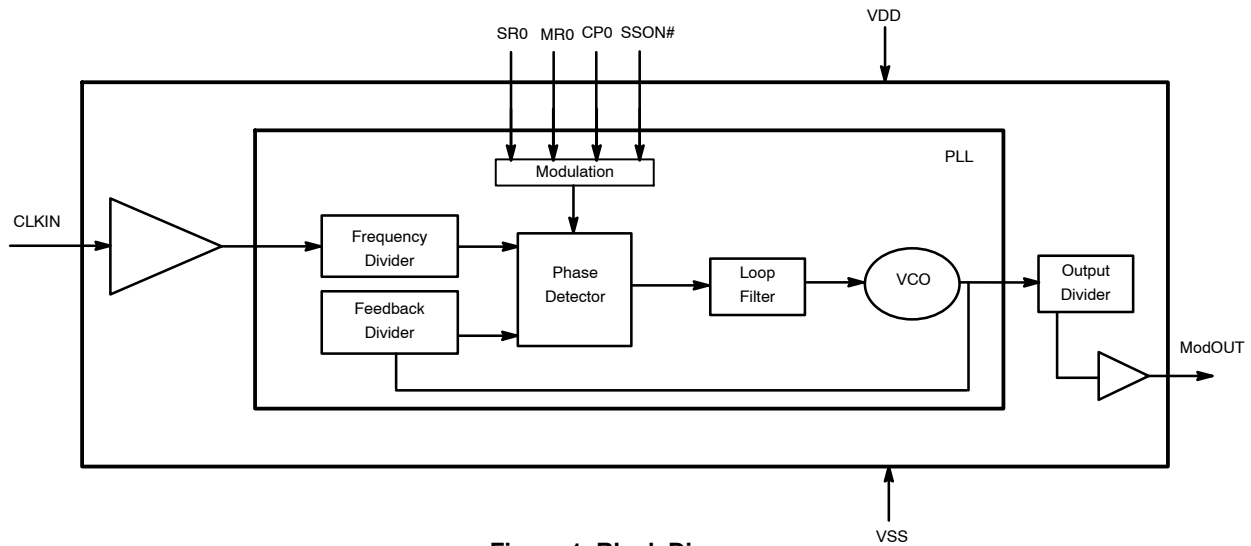 VDD
SR0 MR0 CP0 SSON#
PLL
Modulation
CLKIN
Frequency
Divider
Phase
Detector
Loop
Filter
VCO
Output
Divider
Feedback
Divider
ModOUT
VSS